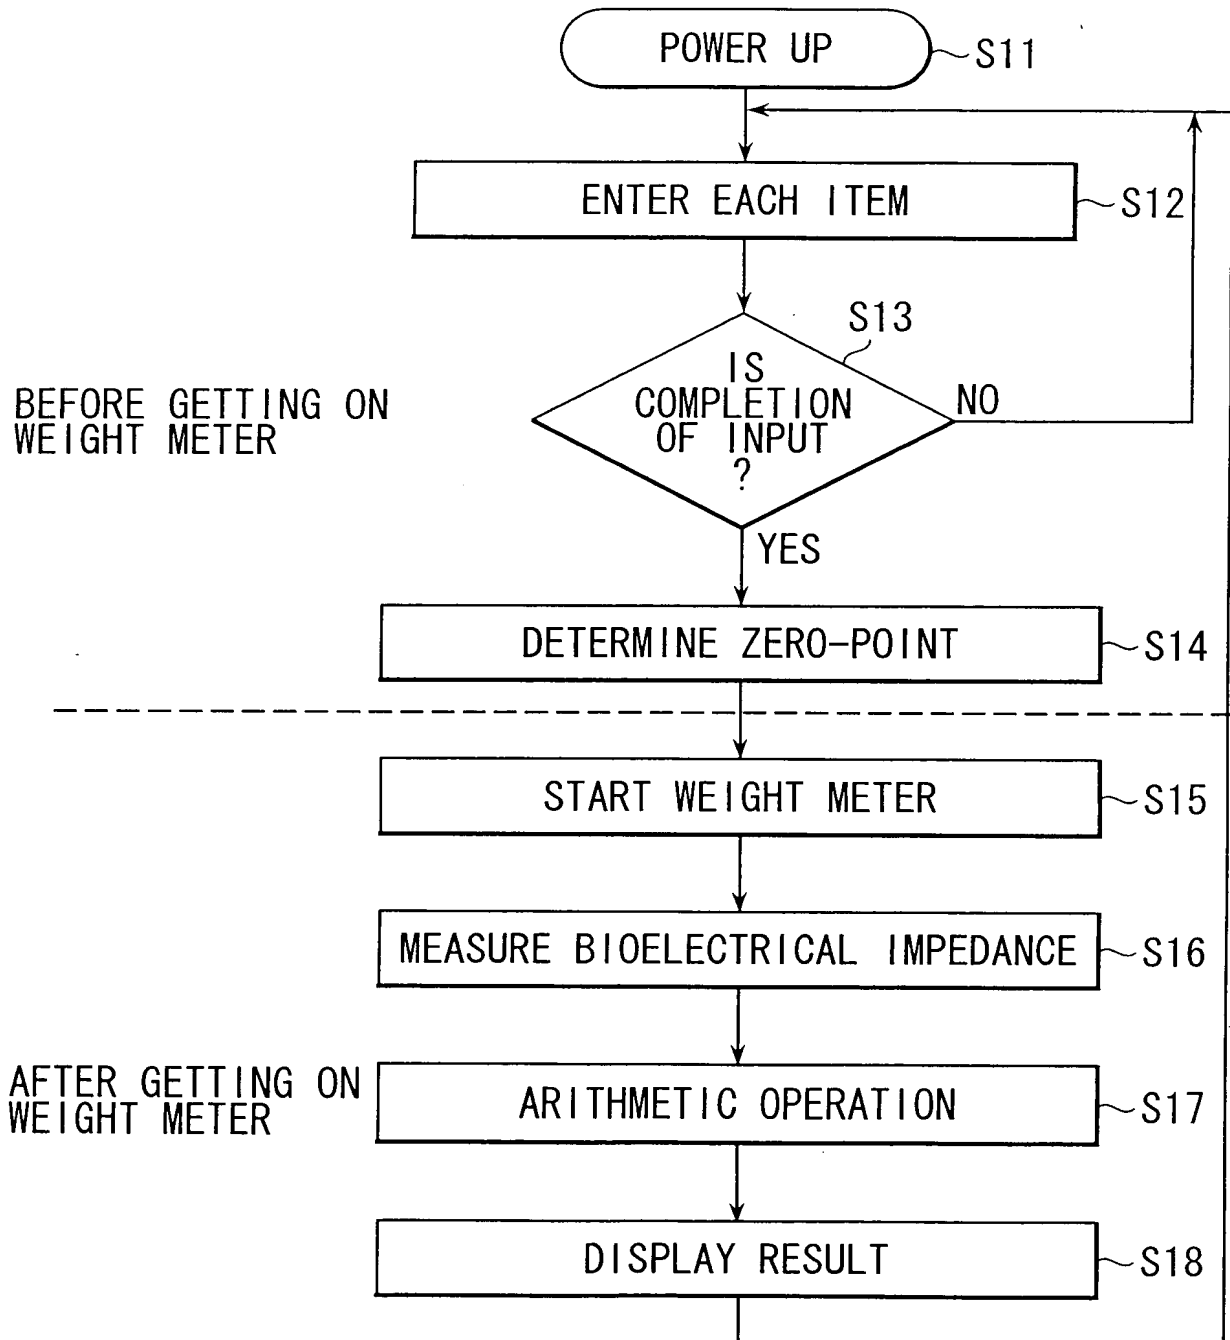 POWER UP
S11
ENTER EACH ITEM
S12
S13
IS
COMPLETION
OF INPUT
?
NO
BEFORE GETTING ON
WEIGHT METER
YES
DETERMINE ZERO-POINT
S14
START WEIGHT METER
S15
MEASURE BIOELECTRICAL IMPEDANCE
S16
AFTER GETTING ON
WEIGHT METER
ARITHMETIC OPERATION
S17
DISPLAY RESULT
S18